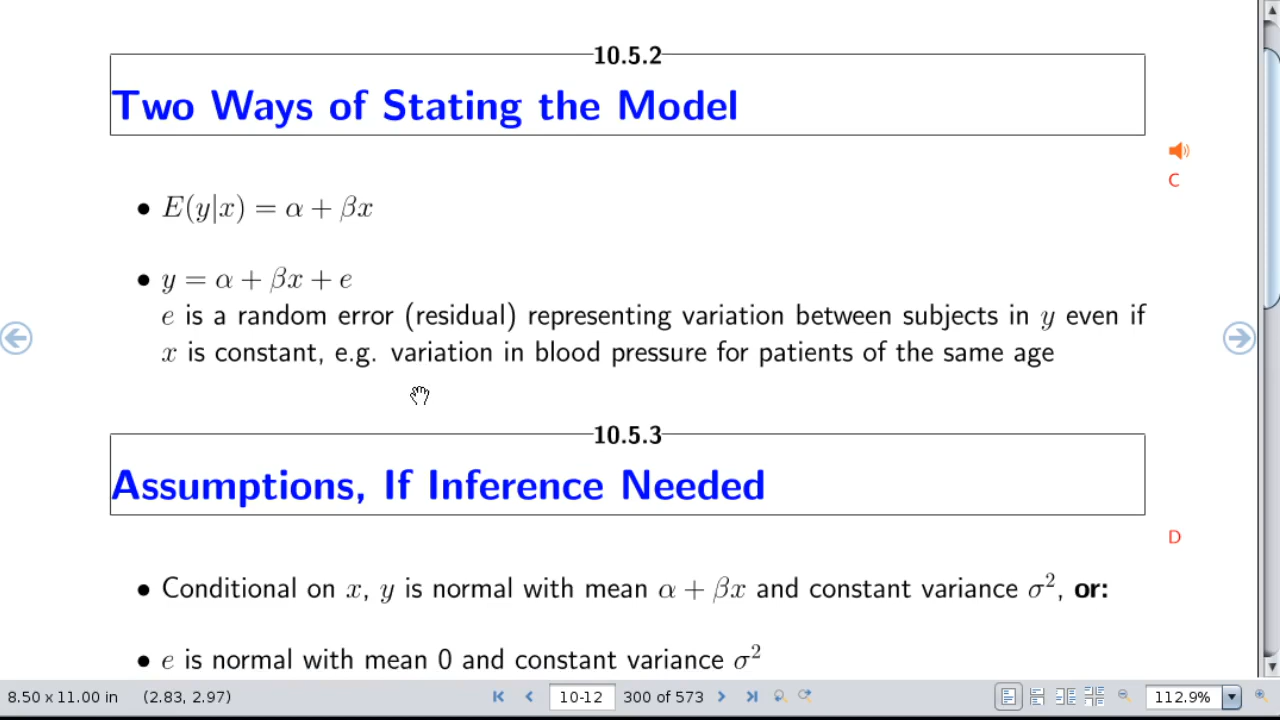 10.5.2
Two Ways of Stating the Model
C
• E(y|x) = α + βx
• y = α + βx + e
e is a random error (residual) representing variation between subjects in y even if
x is constant, e.g. variation in blood pressure for patients of the same age
10.5.3
Assumptions, If Inference Needed
D
• Conditional on x, y is normal with mean α + βx and constant variance σ², or:
• e is normal with mean 0 and constant variance σ²
8.50 x 11.00 in (2.83, 2.97) 10-12 300 of 573 112.9%